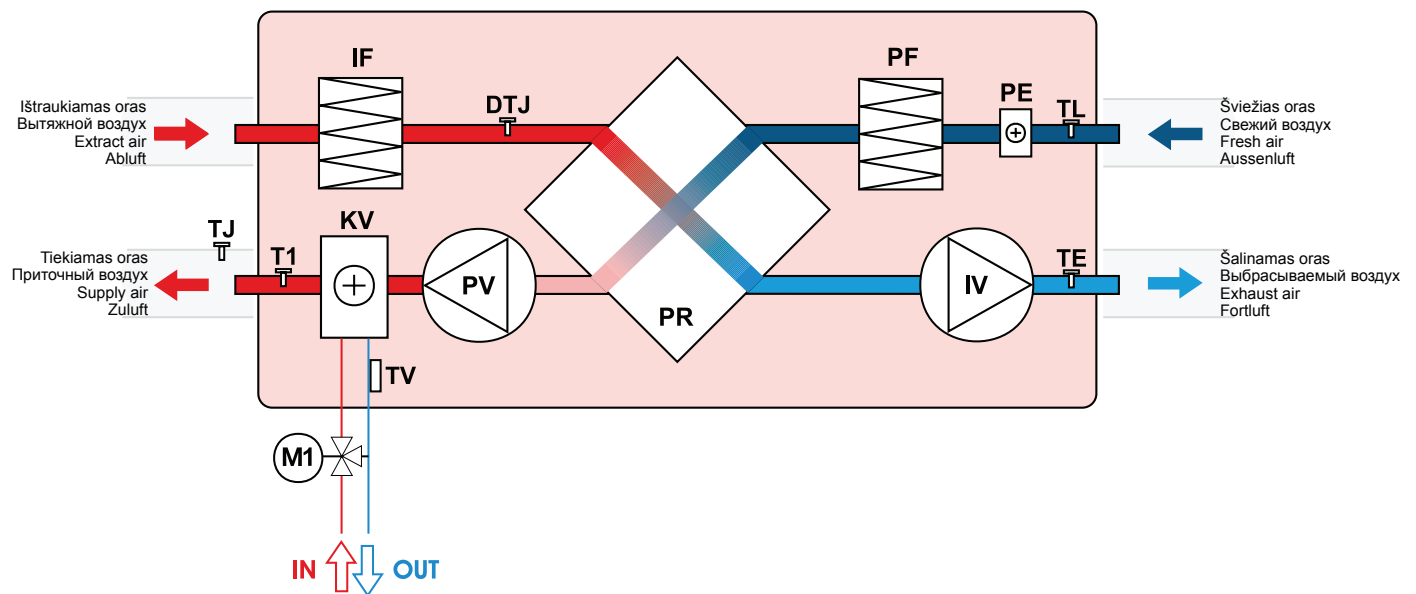 IF
PF
DTJ
PE
TL
Ištraukiamas oras
Вытяжной воздух
Extract air
Abluft
Šviežias oras
Свежий воздух
Fresh air
Aussenluft
KV
TJ
T1
TE
Tiekiamas oras
Приточный воздух
Supply air
Zuluft
PV
PR
IV
Šalinamas oras
Выбрасываемый воздух
Exhaust air
Fortluft
TV
M1
IN
OUT